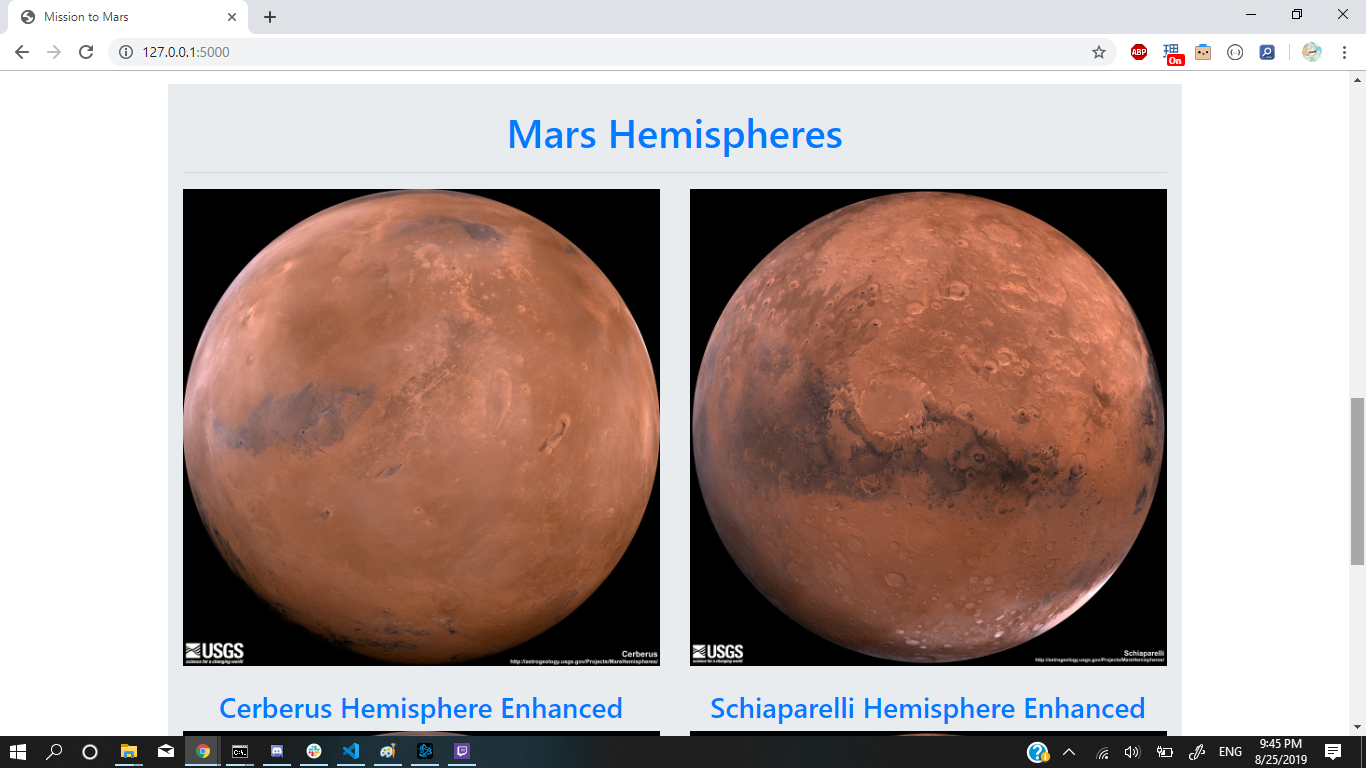 Mission to Mars
127.0.0.1:5000
ABP
On
Mars Hemispheres
USGS
science for a changing world
Cerberus
http://astrogeology.usgs.gov/Projects/MarsHemispheres/
USGS
science for a changing world
Schiaparelli
http://astrogeology.usgs.gov/Projects/MarsHemispheres/
Cerberus Hemisphere Enhanced
Schiaparelli Hemisphere Enhanced
ENG
9:45 PM
8/25/2019